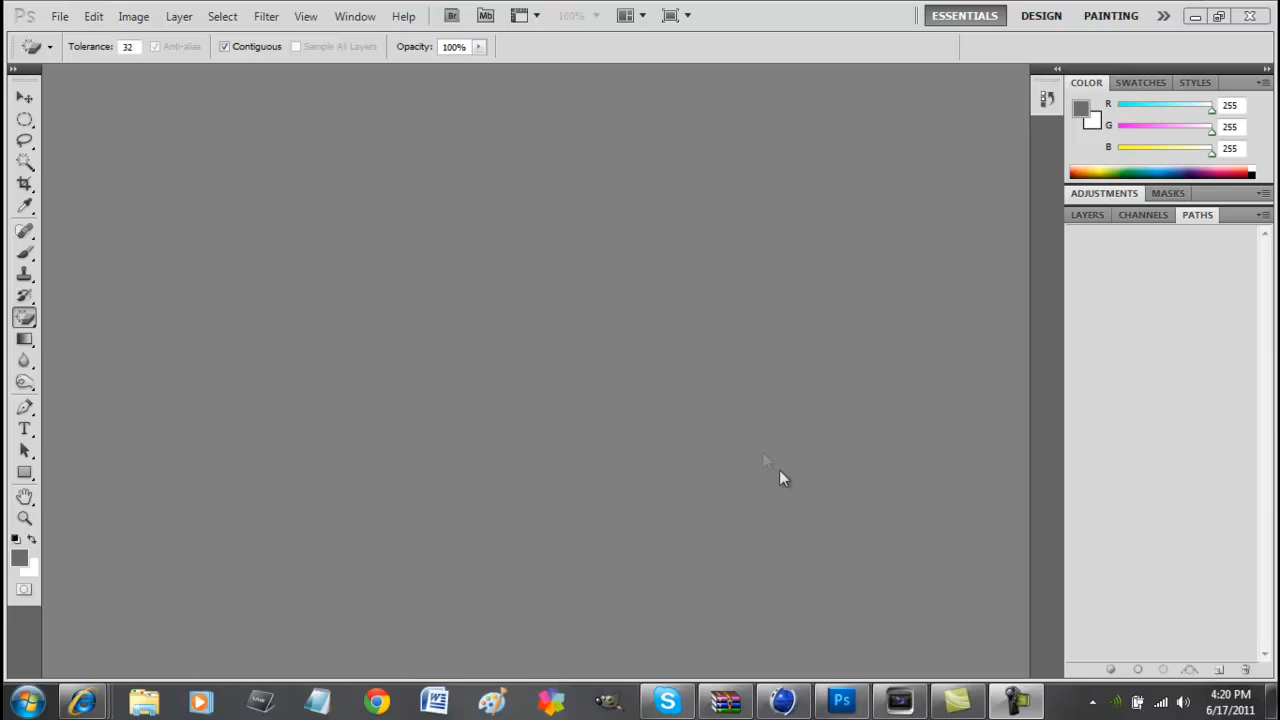 Ps File Edit Image Layer Select Filter View Window Help Br Mb 100% ESSENTIALS DESIGN PAINTING
Tolerance: 32 Anti-alias Contiguous Sample All Layers Opacity: 100%
COLOR SWATCHES STYLES
R 255
G 255
B 255
ADJUSTMENTS MASKS
LAYERS CHANNELS PATHS
T
W S Ps
4:20 PM
6/17/2011